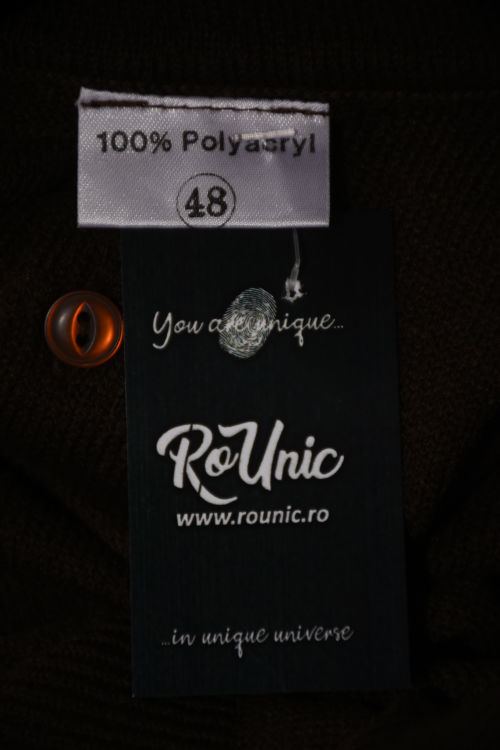 100% Polyacryl
48
You are unique...
RoUnic
www.rounic.ro
...in unique universe